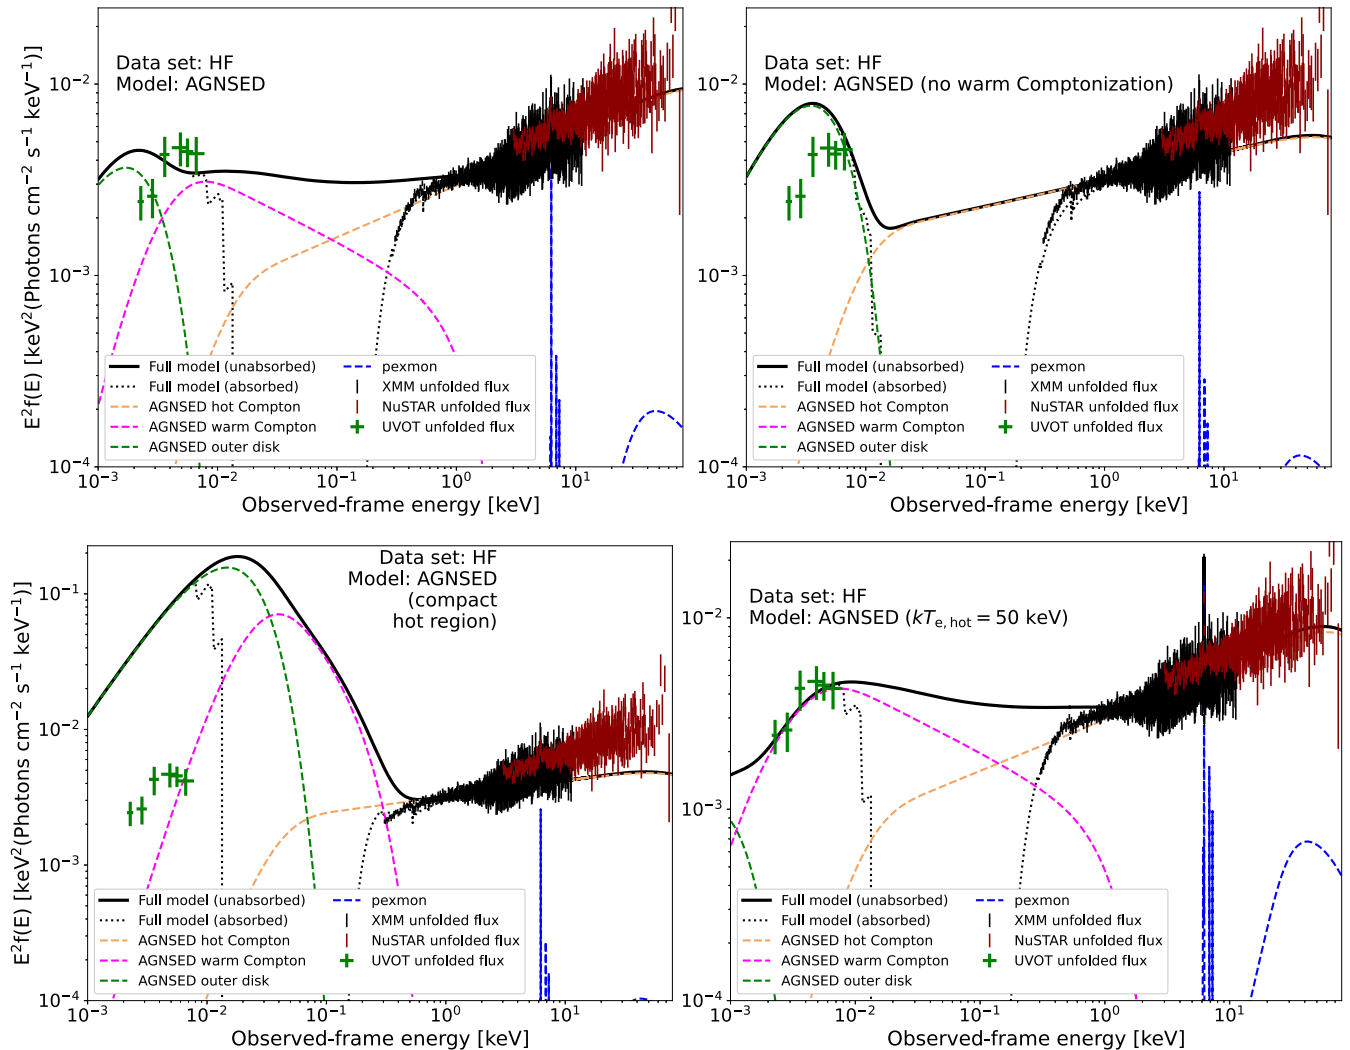 Data set: HF
Model: AGNSED
E²f(E) [keV²(Photons cm⁻² s⁻¹ keV⁻¹)]
10⁻²
10⁻³
10⁻⁴
Full model (unabsorbed)
Full model (absorbed)
AGNSED hot Compton
AGNSED warm Compton
AGNSED outer disk
pexmon
XMM unfolded flux
NuSTAR unfolded flux
UVOT unfolded flux
10⁻³ 10⁻² 10⁻¹ 10⁰ 10¹
Observed-frame energy [keV]
Data set: HF
Model: AGNSED (no warm Comptonization)
10⁻²
10⁻³
10⁻⁴
Full model (unabsorbed)
Full model (absorbed)
AGNSED hot Compton
AGNSED outer disk
pexmon
XMM unfolded flux
NuSTAR unfolded flux
UVOT unfolded flux
10⁻³ 10⁻² 10⁻¹ 10⁰ 10¹
Observed-frame energy [keV]
Data set: HF
Model: AGNSED
(compact
hot region)
E²f(E) [keV²(Photons cm⁻² s⁻¹ keV⁻¹)]
10⁻¹
10⁻²
10⁻³
10⁻⁴
Full model (unabsorbed)
Full model (absorbed)
AGNSED hot Compton
AGNSED warm Compton
AGNSED outer disk
pexmon
XMM unfolded flux
NuSTAR unfolded flux
UVOT unfolded flux
10⁻³ 10⁻² 10⁻¹ 10⁰ 10¹
Observed-frame energy [keV]
Data set: HF
Model: AGNSED (kTₑ, ₕₒₜ = 50 keV)
10⁻²
10⁻³
10⁻⁴
Full model (unabsorbed)
Full model (absorbed)
AGNSED hot Compton
AGNSED warm Compton
AGNSED outer disk
pexmon
XMM unfolded flux
NuSTAR unfolded flux
UVOT unfolded flux
10⁻³ 10⁻² 10⁻¹ 10⁰ 10¹
Observed-frame energy [keV]